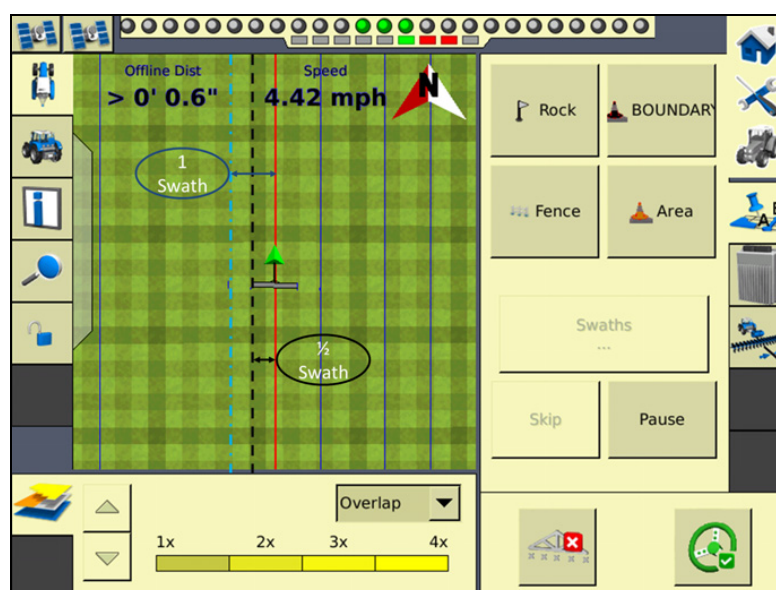 Offline Dist
Speed
> 0' 0.6"
4.42 mph
N
1
Swath
½
Swath
Rock
BOUNDAR
Fence
Area
Swaths
...
Skip
Pause
A
Overlap
1x
2x
3x
4x